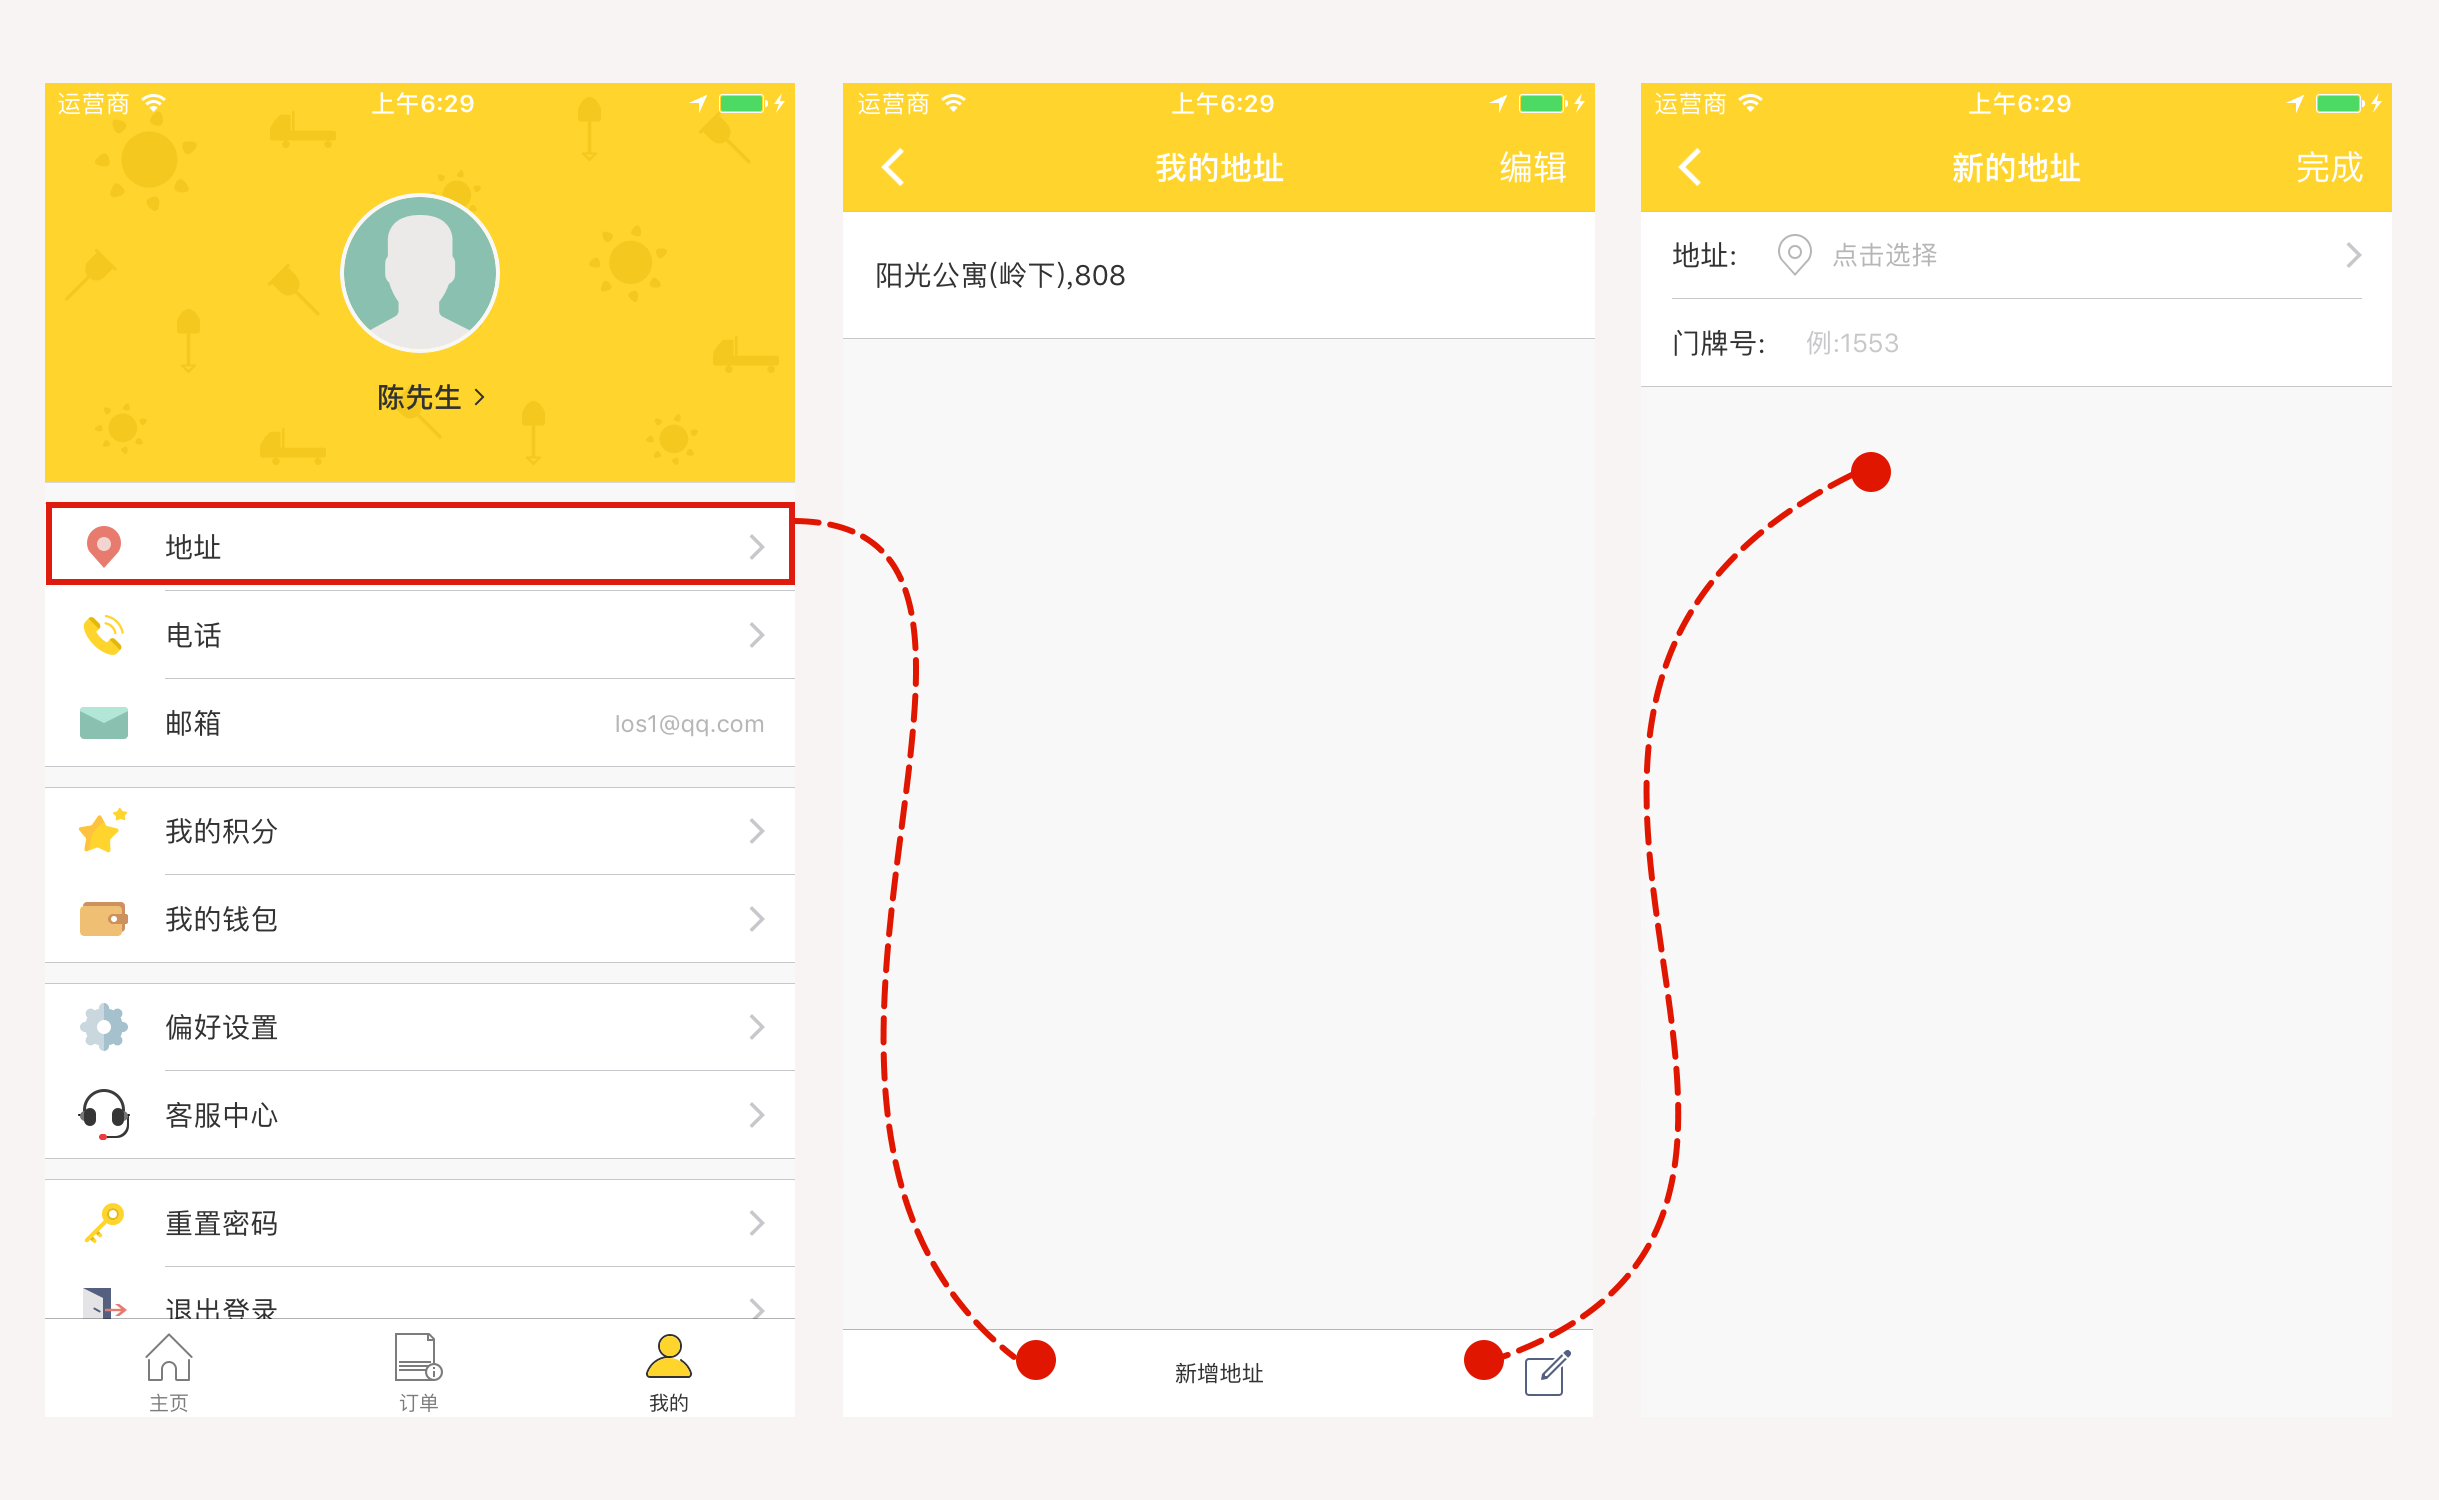 运营商 上午6:29
陈先生
地址
电话
邮箱 los1@qq.com
我的积分
我的钱包
偏好设置
客服中心
重置密码
退出登录
主页 订单 我的
运营商 上午6:29
我的地址 编辑
阳光公寓(岭下),808
新增地址
运营商 上午6:29
新的地址 完成
地址: 点击选择
门牌号: 例:1553